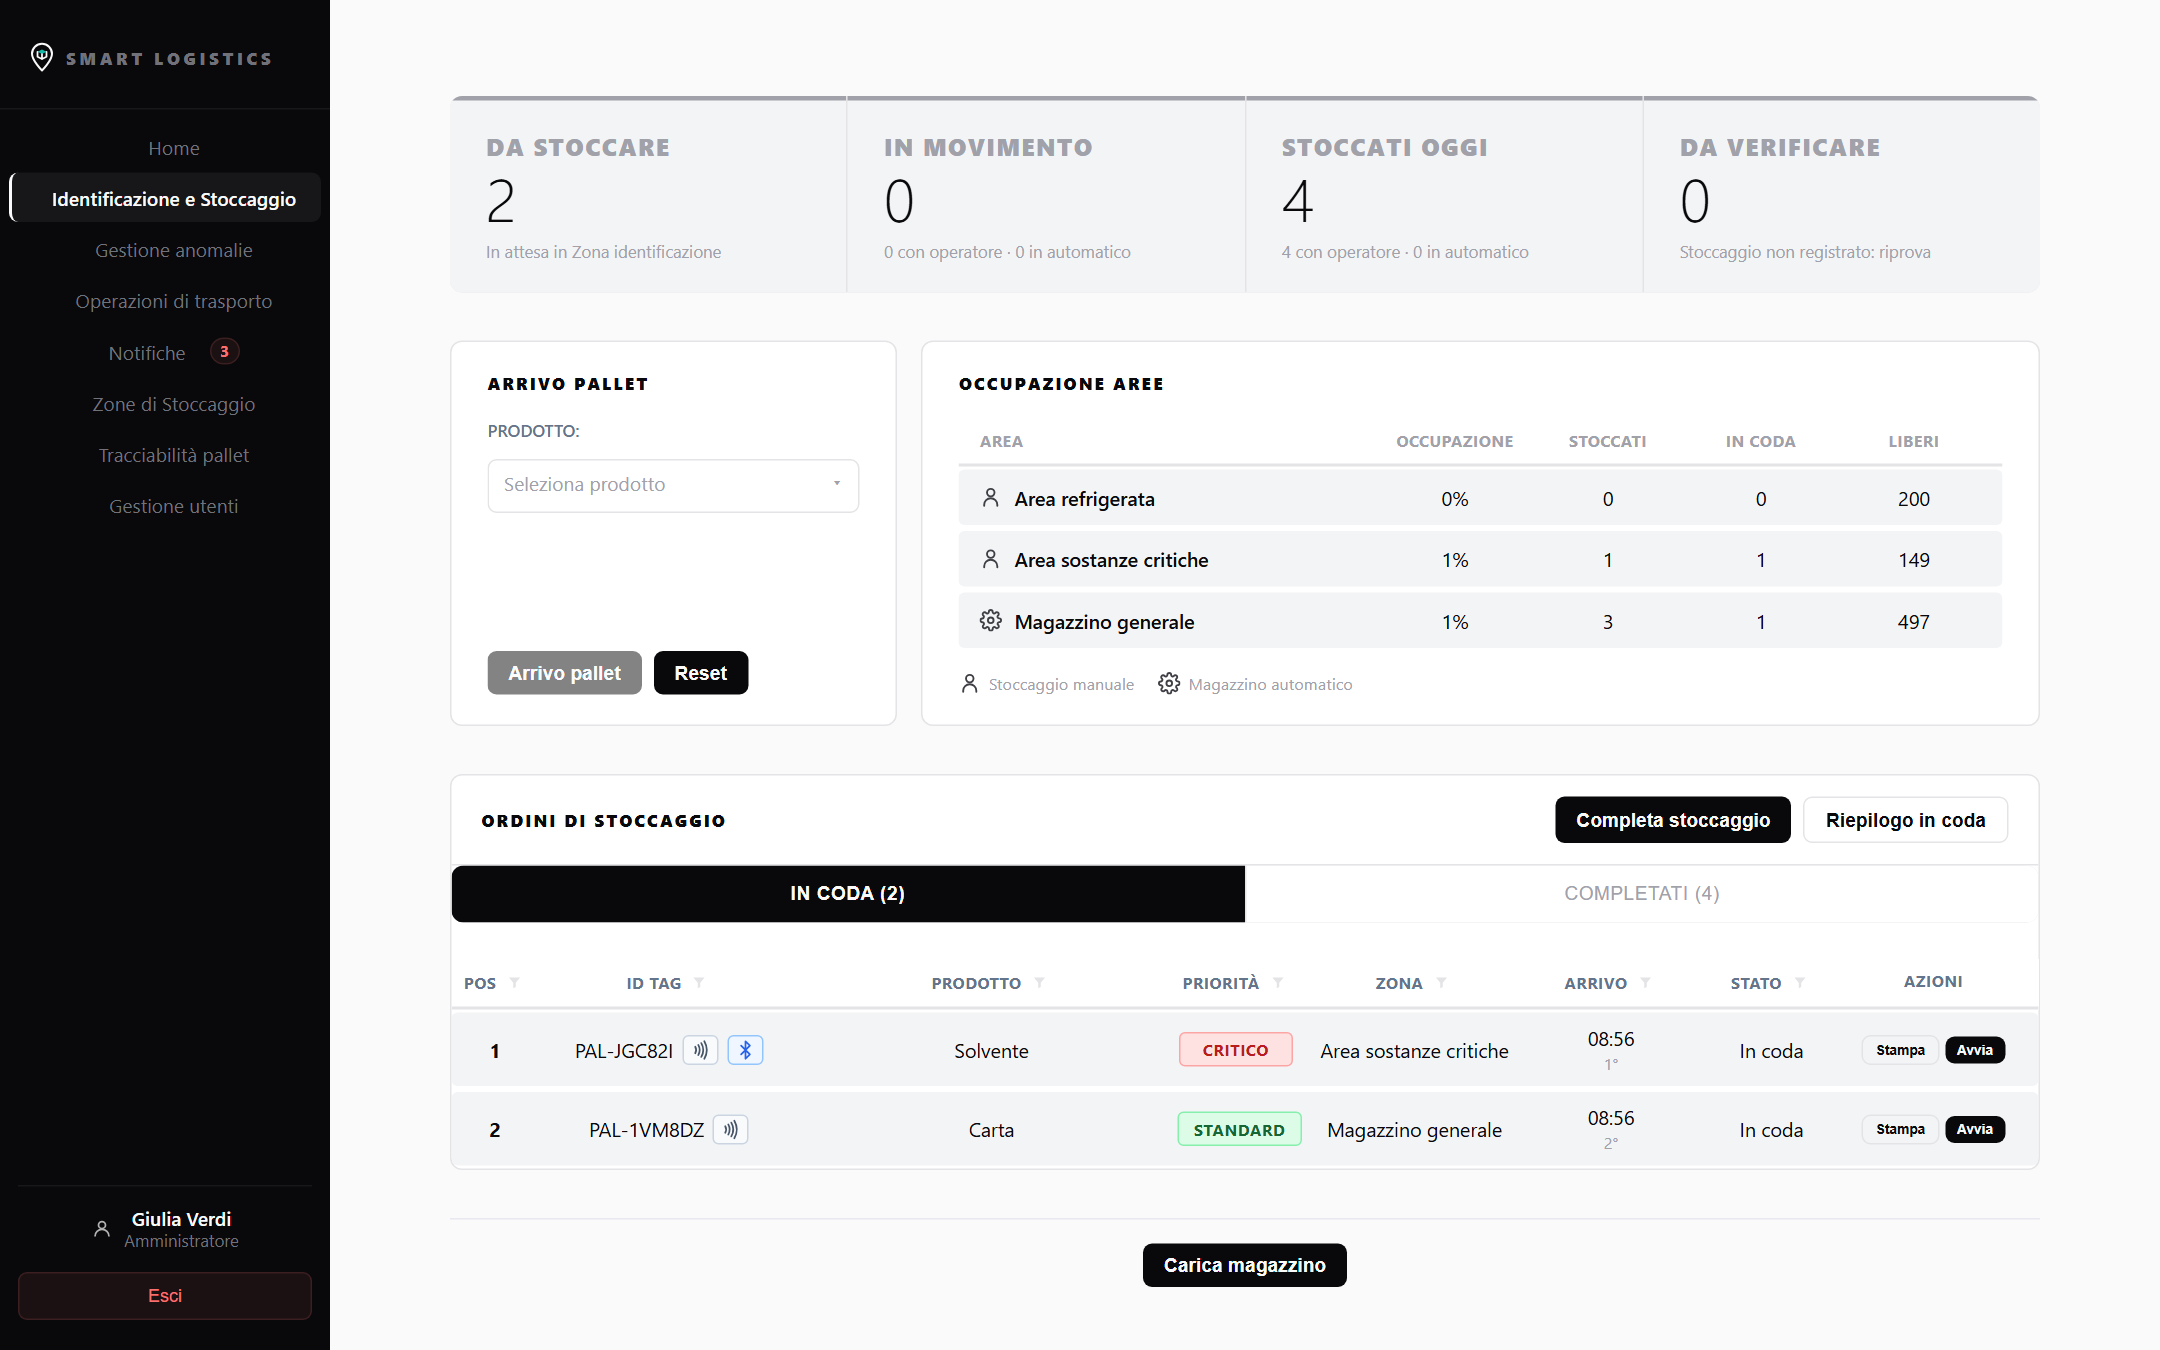 SMART LOGISTICS
Home
Identificazione e Stoccaggio
Gestione anomalie
Operazioni di trasporto
Notifiche 3
Zone di Stoccaggio
Tracciabilità pallet
Gestione utenti
Giulia Verdi
Amministratore
Esci
DA STOCCARE
2
In attesa in Zona identificazione
IN MOVIMENTO
0
0 con operatore · 0 in automatico
STOCCATI OGGI
4
4 con operatore · 0 in automatico
DA VERIFICARE
0
Stoccaggio non registrato: riprova
ARRIVO PALLET
PRODOTTO:
Seleziona prodotto
Arrivo pallet Reset
OCCUPAZIONE AREE
AREA OCCUPAZIONE STOCCATI IN CODA LIBERI
Area refrigerata 0% 0 0 200
Area sostanze critiche 1% 1 1 149
Magazzino generale 1% 3 1 497
Stoccaggio manuale Magazzino automatico
ORDINI DI STOCCAGGIO
Completa stoccaggio Riepilogo in coda
IN CODA (2) COMPLETATI (4)
POS ID TAG PRODOTTO PRIORITÀ ZONA ARRIVO STATO AZIONI
1 PAL-JGC82I Solvente CRITICO Area sostanze critiche 08:56 In coda Stampa Avvia
1°
2 PAL-1VM8DZ Carta STANDARD Magazzino generale 08:56 In coda Stampa Avvia
2°
Carica magazzino